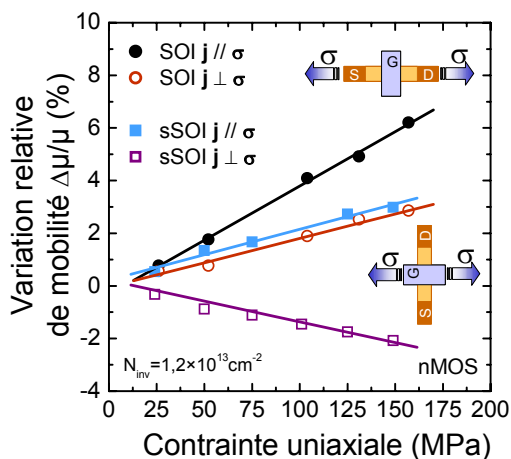 Variation relative
de mobilité Δµ/µ (%)
10
8
6
4
2
0
-2
-4
SOI j // σ
SOI j ⊥ σ
sSOI j // σ
sSOI j ⊥ σ
σ
S
G
D
σ
σ
D
G
S
σ
N_inv=1,2×10^13cm^-2
nMOS
0 25 50 75 100 125 150 175 200
Contrainte uniaxiale (MPa)